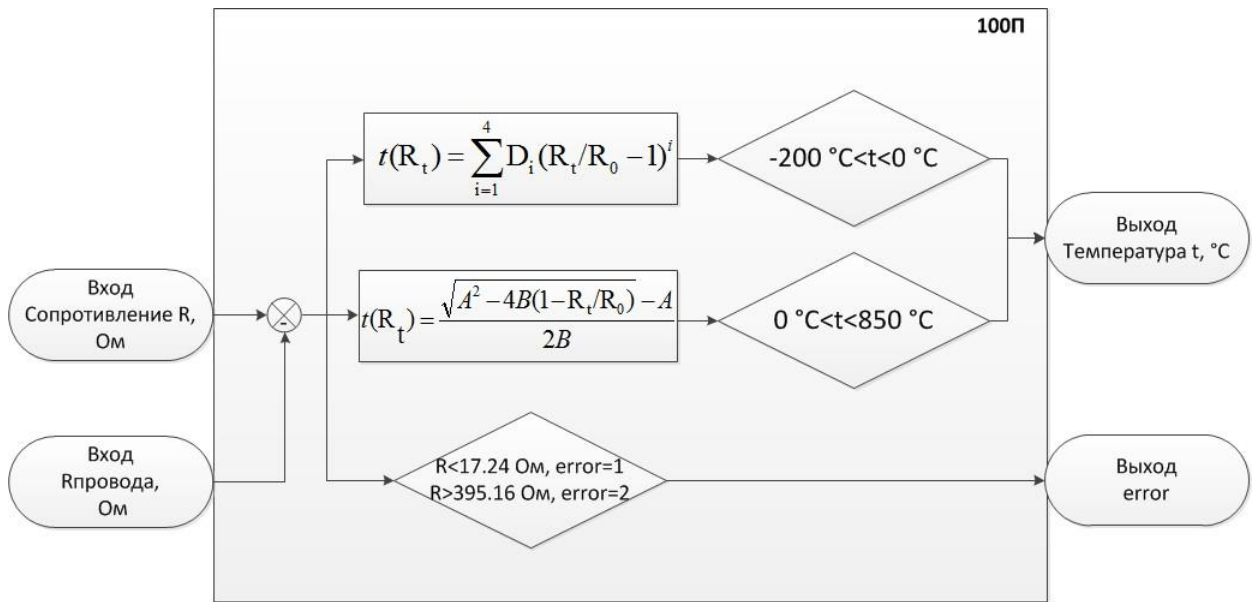 100П
t(Rₜ) = ∑⁴ᵢ₌₁ Dᵢ(Rₜ/R₀ − 1)ⁱ
-200 °C<t<0 °C
Выход
Температура t, °C
Вход
Сопротивление R,
Ом
-
t(Rₜ) = (√(A² − 4B(1−Rₜ/R₀)) − A) / 2B
0 °C<t<850 °C
Вход
Rпровода,
Ом
R<17.24 Ом, error=1
R>395.16 Ом, error=2
Выход
error